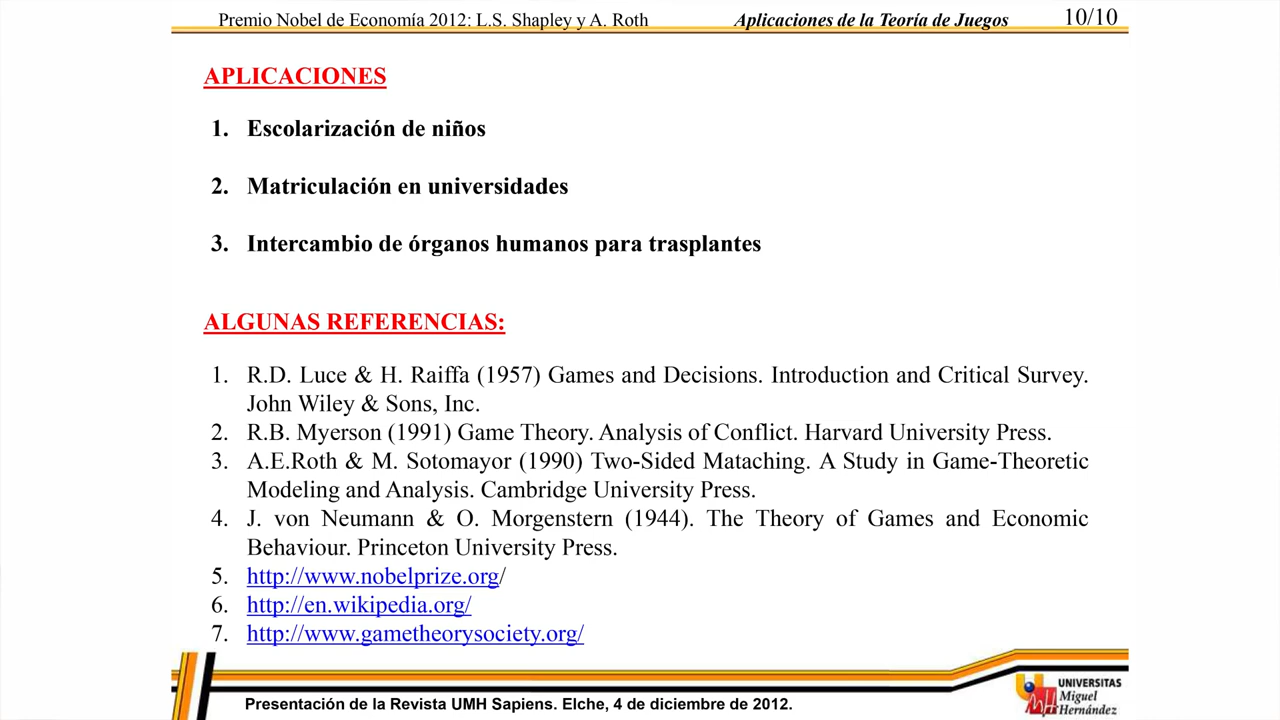 Premio Nobel de Economía 2012: L.S. Shapley y A. Roth Aplicaciones de la Teoría de Juegos 10/10
APLICACIONES
1. Escolarización de niños
2. Matriculación en universidades
3. Intercambio de órganos humanos para trasplantes
ALGUNAS REFERENCIAS:
1. R.D. Luce & H. Raiffa (1957) Games and Decisions. Introduction and Critical Survey.
John Wiley & Sons, Inc.
2. R.B. Myerson (1991) Game Theory. Analysis of Conflict. Harvard University Press.
3. A.E.Roth & M. Sotomayor (1990) Two-Sided Mataching. A Study in Game-Theoretic
Modeling and Analysis. Cambridge University Press.
4. J. von Neumann & O. Morgenstern (1944). The Theory of Games and Economic
Behaviour. Princeton University Press.
5. http://www.nobelprize.org/
6. http://en.wikipedia.org/
7. http://www.gametheorysociety.org/
Presentación de la Revista UMH Sapiens. Elche, 4 de diciembre de 2012.
UNIVERSITAS
Miguel
Hernández